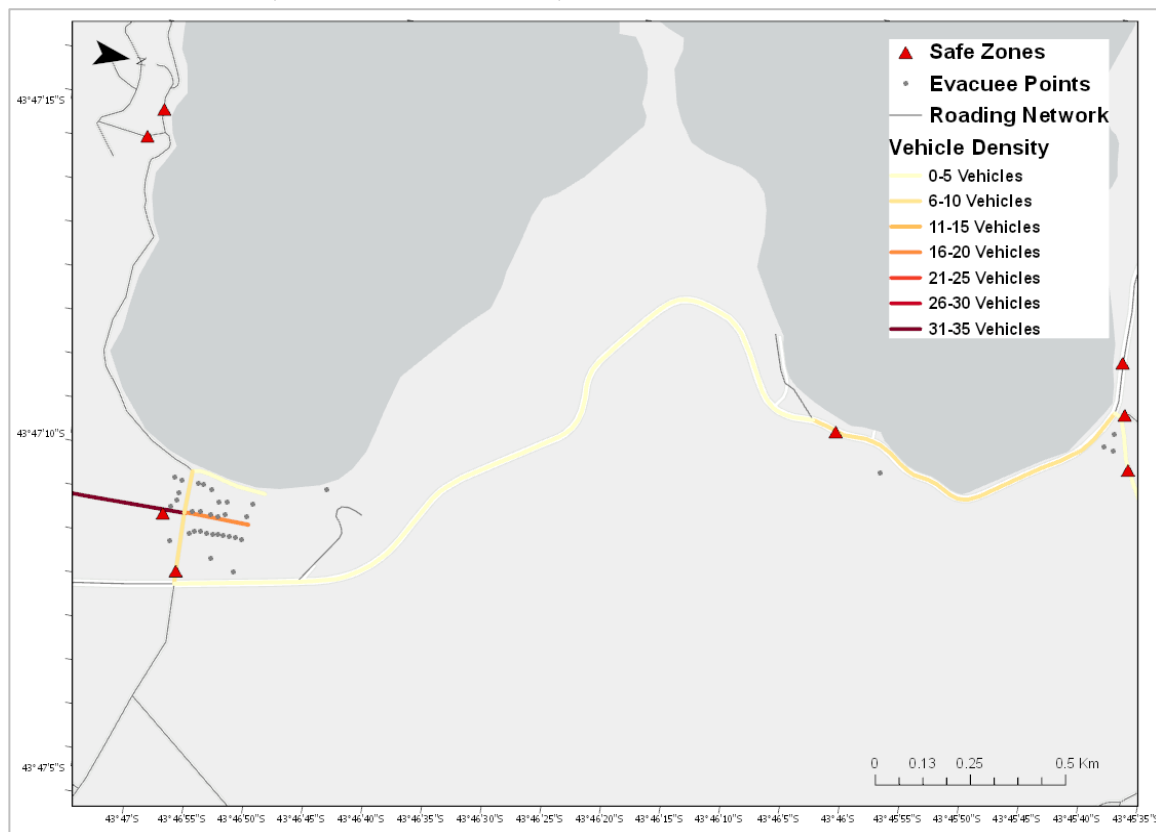 Safe Zones
Evacuee Points
Roading Network
Vehicle Density
0-5 Vehicles
6-10 Vehicles
11-15 Vehicles
16-20 Vehicles
21-25 Vehicles
26-30 Vehicles
31-35 Vehicles
N
43°47'15"S
43°47'10"S
43°47'5"S
0 0.13 0.25 0.5 Km
43°47'S 43°46'55"S 43°46'50"S 43°46'45"S 43°46'40"S 43°46'35"S 43°46'30"S 43°46'25"S 43°46'20"S 43°46'15"S 43°46'10"S 43°46'5"S 43°46'S 43°45'55"S 43°45'50"S 43°45'45"S 43°45'40"S 43°45'35"S